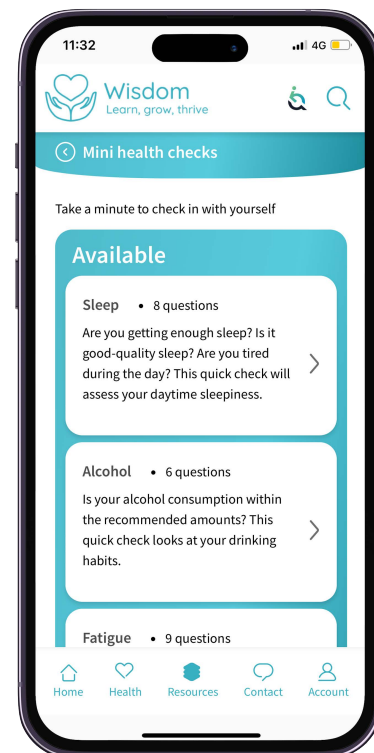 11:32
4G
Wisdom
Learn, grow, thrive
Mini health checks
Take a minute to check in with yourself
Available
Sleep • 8 questions
Are you getting enough sleep? Is it
good-quality sleep? Are you tired
during the day? This quick check will
assess your daytime sleepiness.
Alcohol • 6 questions
Is your alcohol consumption within
the recommended amounts? This
quick check looks at your drinking
habits.
Fatigue • 9 questions
Home Health Resources Contact Account